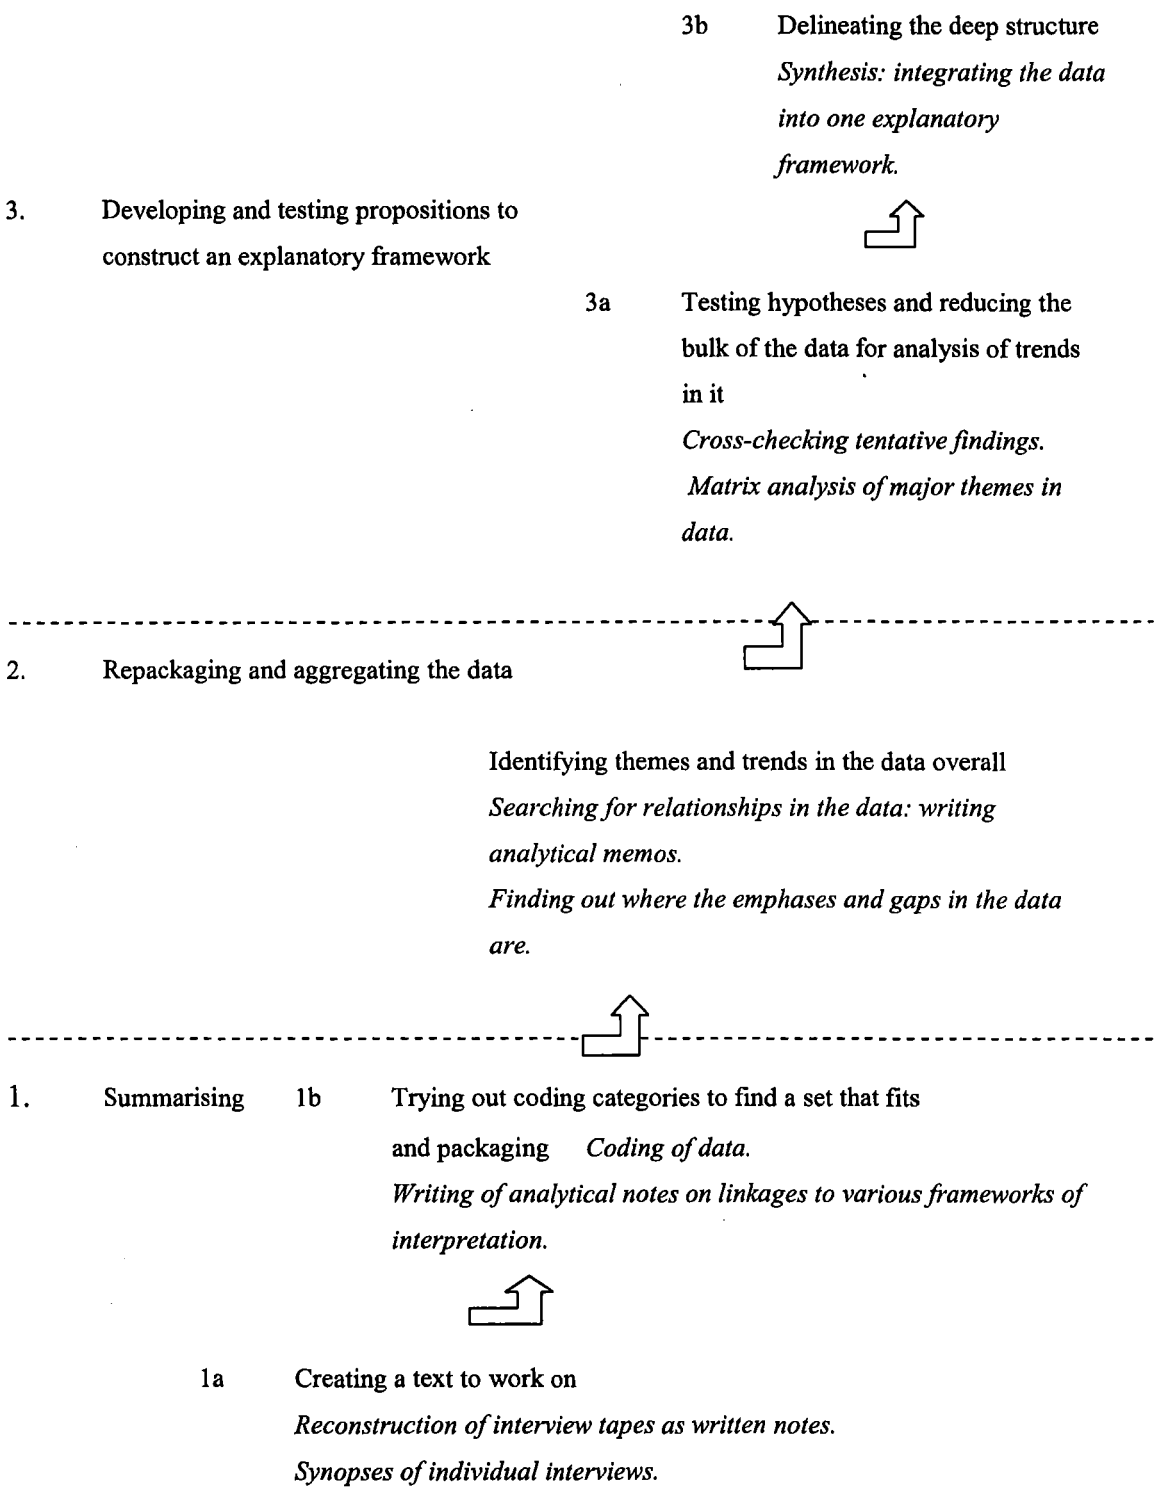 3b Delineating the deep structure
Synthesis: integrating the data
into one explanatory
framework.
3. Developing and testing propositions to
construct an explanatory framework
3a Testing hypotheses and reducing the
bulk of the data for analysis of trends
in it
Cross-checking tentative findings.
Matrix analysis of major themes in
data.
2. Repackaging and aggregating the data
Identifying themes and trends in the data overall
Searching for relationships in the data: writing
analytical memos.
Finding out where the emphases and gaps in the data
are.
1. Summarising 1b Trying out coding categories to find a set that fits
and packaging Coding of data.
Writing of analytical notes on linkages to various frameworks of
interpretation.
1a Creating a text to work on
Reconstruction of interview tapes as written notes.
Synopses of individual interviews.